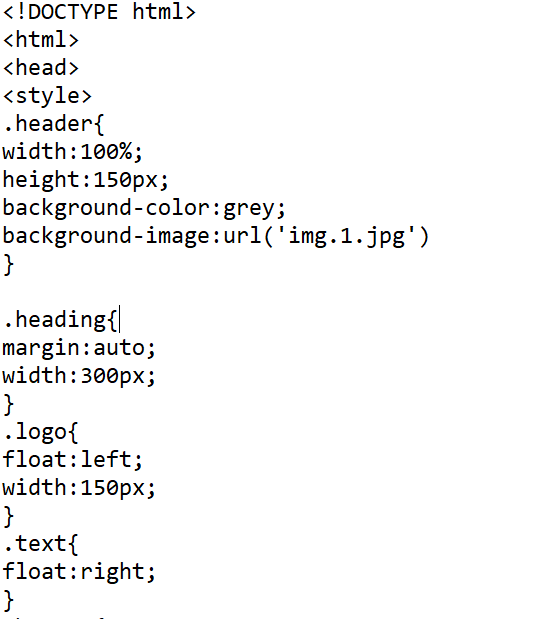 <!DOCTYPE html>
<html>
<head>
<style>
.header{
width:100%;
height:150px;
background-color:grey;
background-image:url('img.1.jpg')
}

.heading{
margin:auto;
width:300px;
}
.logo{
float:left;
width:150px;
}
.text{
float:right;
}